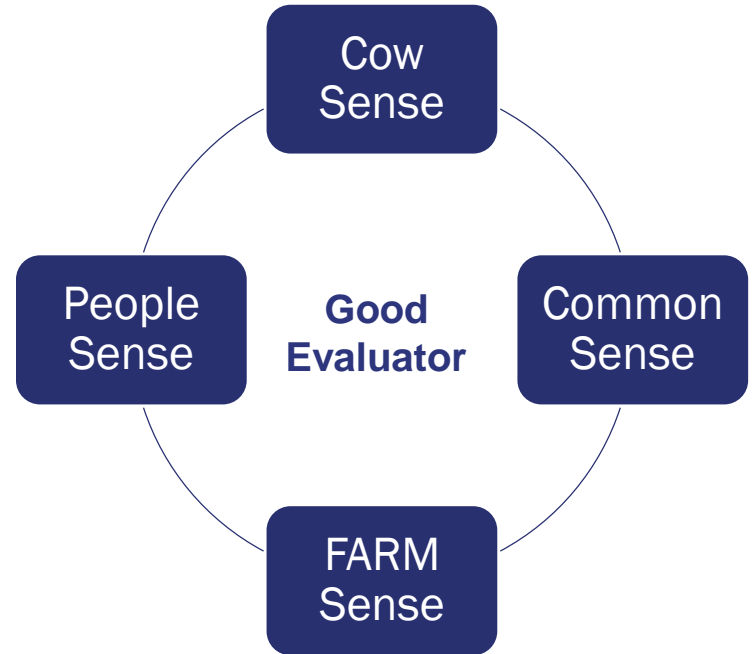 Cow
Sense
People
Sense
Good
Evaluator
Common
Sense
FARM
Sense